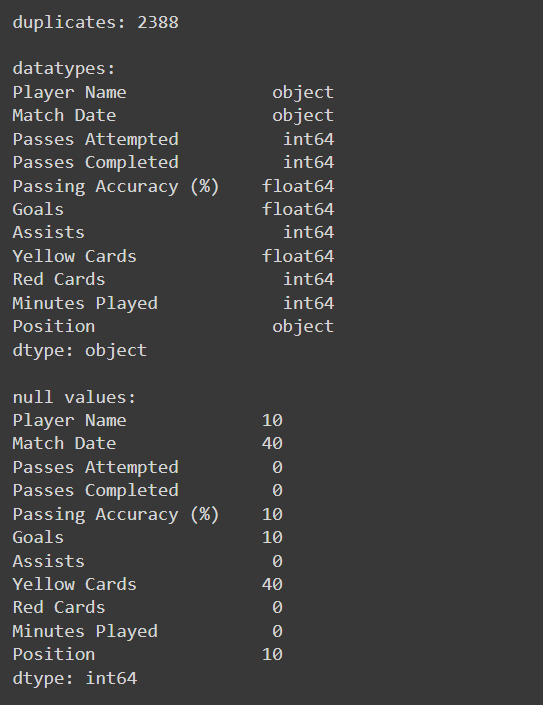 duplicates: 2388
datatypes:
Player Name object
Match Date object
Passes Attempted int64
Passes Completed int64
Passing Accuracy (%) float64
Goals float64
Assists int64
Yellow Cards float64
Red Cards int64
Minutes Played int64
Position object
dtype: object
null values:
Player Name 10
Match Date 40
Passes Attempted 0
Passes Completed 0
Passing Accuracy (%) 10
Goals 10
Assists 0
Yellow Cards 40
Red Cards 0
Minutes Played 0
Position 10
dtype: int64